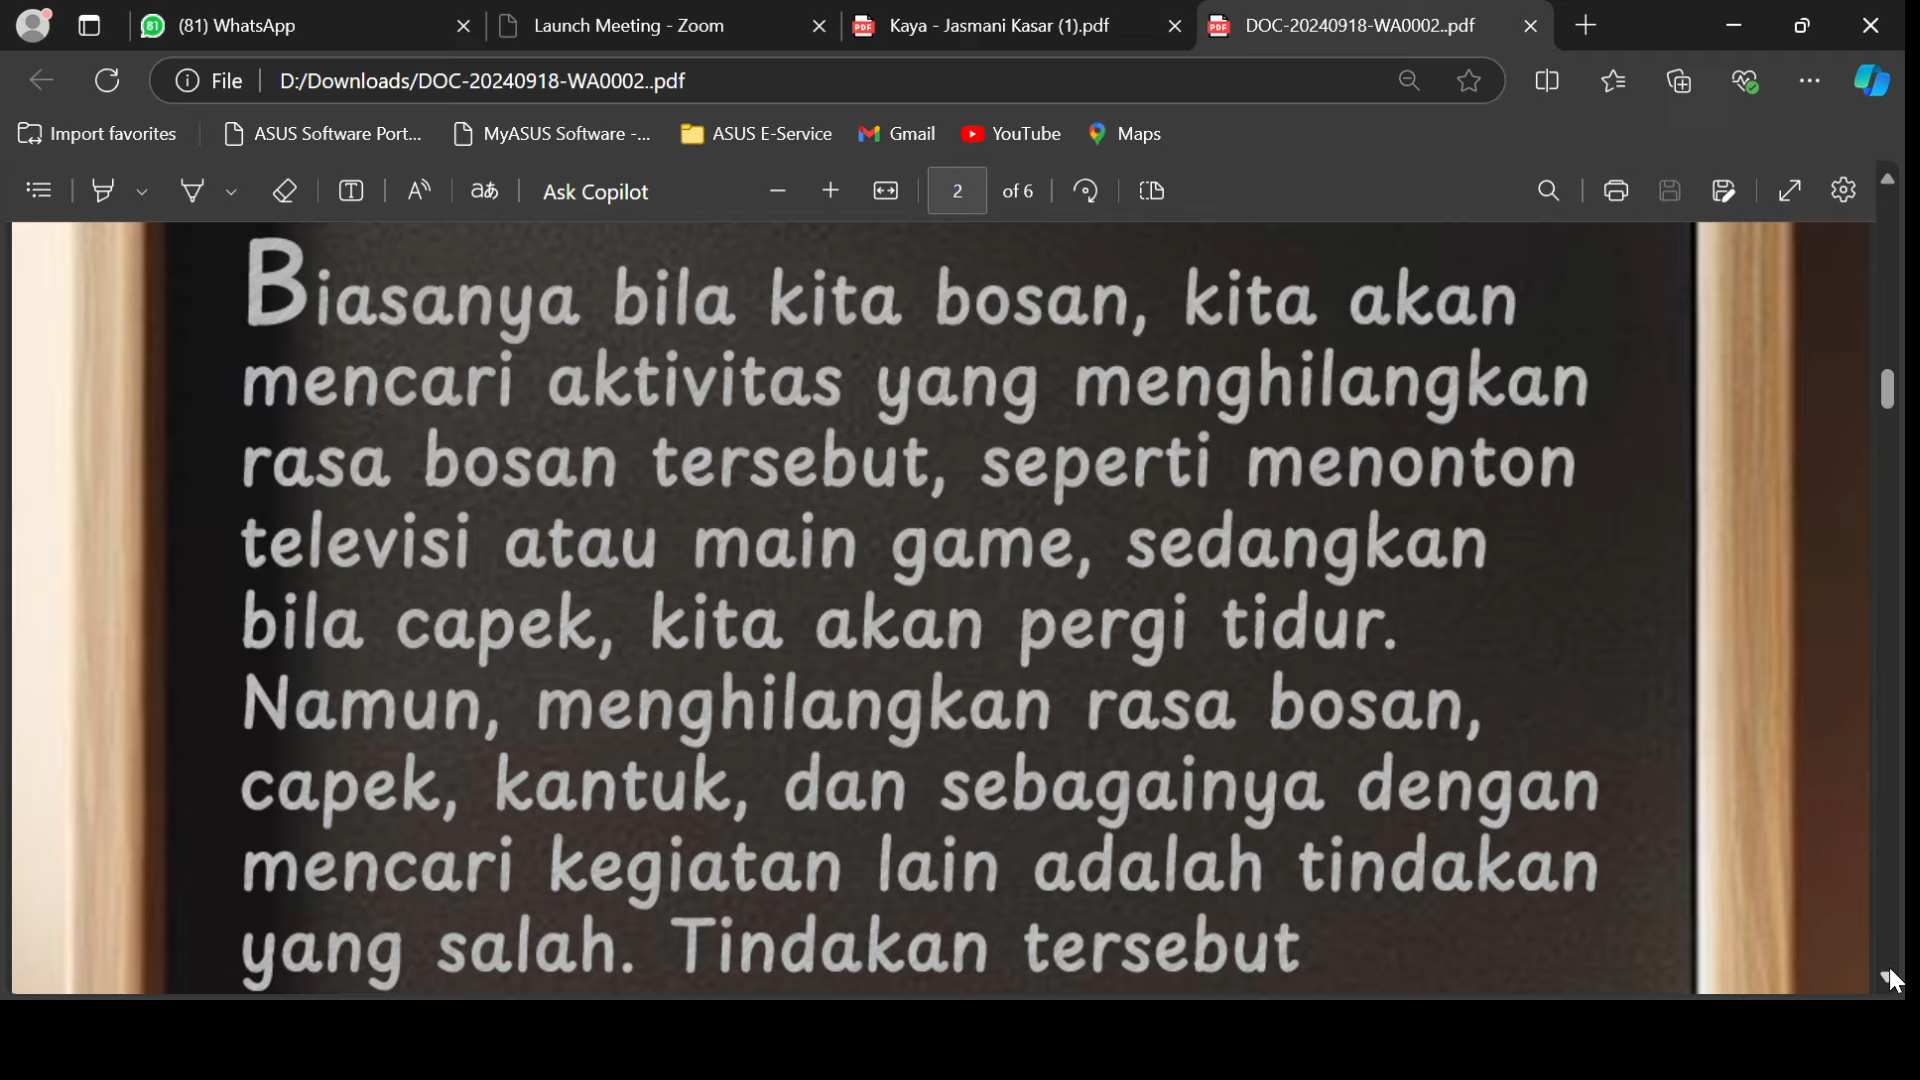 (81) WhatsApp
Launch Meeting - Zoom
Kaya - Jasmani Kasar (1).pdf
DOC-20240918-WA0002..pdf
File
D:/Downloads/DOC-20240918-WA0002..pdf
Import favorites
ASUS Software Port...
MyASUS Software -...
ASUS E-Service
Gmail
YouTube
Maps
Ask Copilot
2 of 6
Biasanya bila kita bosan, kita akan
mencari aktivitas yang menghilangkan
rasa bosan tersebut, seperti menonton
televisi atau main game, sedangkan
bila capek, kita akan pergi tidur.
Namun, menghilangkan rasa bosan,
capek, kantuk, dan sebagainya dengan
mencari kegiatan lain adalah tindakan
yang salah. Tindakan tersebut